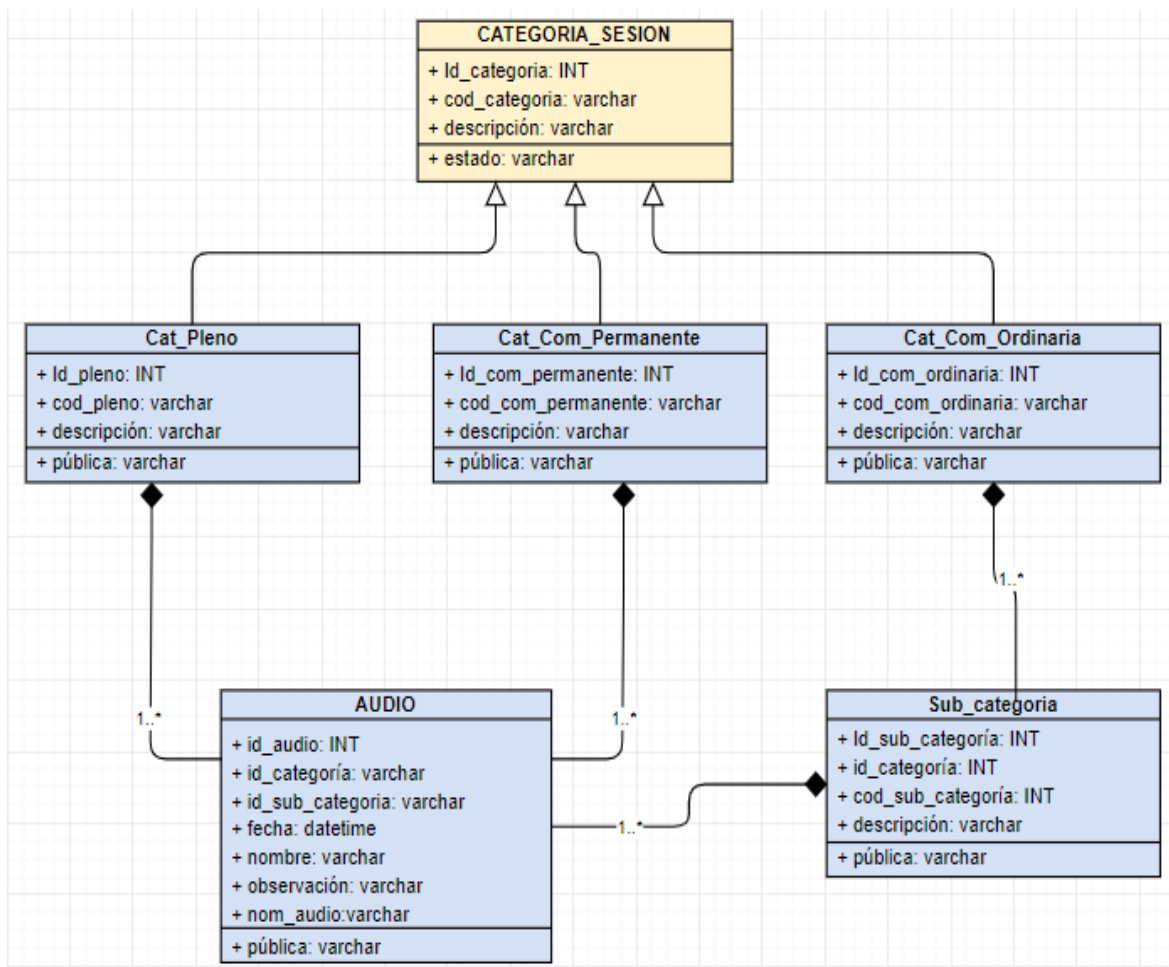 CATEGORIA_SESION
+ Id_categoria: INT
+ cod_categoria: varchar
+ descripción: varchar
+ estado: varchar
Cat_Pleno
+ Id_pleno: INT
+ cod_pleno: varchar
+ descripción: varchar
+ pública: varchar
Cat_Com_Permanente
+ Id_com_permanente: INT
+ cod_com_permanente: varchar
+ descripción: varchar
+ pública: varchar
Cat_Com_Ordinaria
+ Id_com_ordinaria: INT
+ cod_com_ordinaria: varchar
+ descripción: varchar
+ pública: varchar
1..*
1..*
1..*
AUDIO
+ id_audio: INT
+ id_categoría: varchar
+ id_sub_categoria: varchar
+ fecha: datetime
+ nombre: varchar
+ observación: varchar
+ nom_audio:varchar
+ pública: varchar
1..*
Sub_categoria
+ Id_sub_categoría: INT
+ id_categoría: INT
+ cod_sub_categoría: INT
+ descripción: varchar
+ pública: varchar